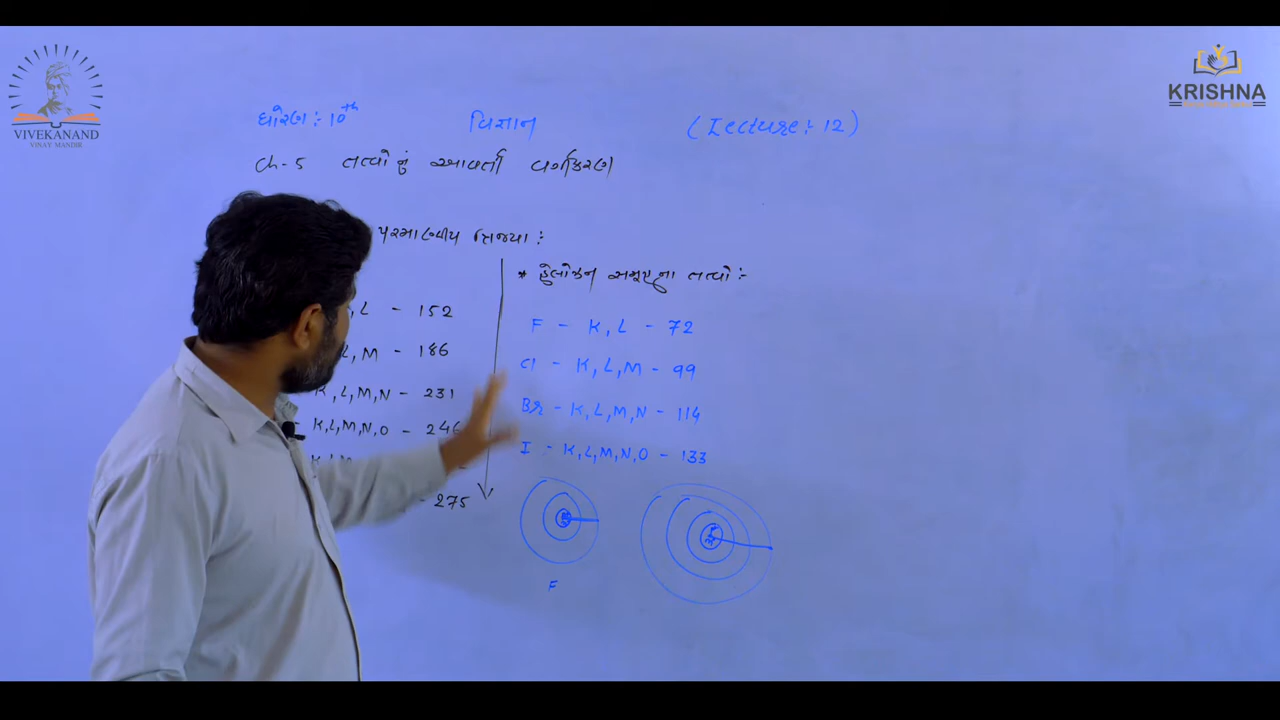 VIVEKANAND
VINAY MANDIR
KRISHNA
ધોરણ : 10th
વિજ્ઞાન
(Lecture : 12)
Ch-5 તત્વોનું આવર્તી વર્ગીકરણ
પરમાણ્વીય ત્રિજ્યા :
* હેલોજન સમૂહના તત્વો :-
L - 152
L, M - 186
K, L, M, N - 231
- K, L, M, N, O - 246
K, L, M
- 275
F - K, L - 72
Cl - K, L, M - 99
Br - K, L, M, N - 114
I - K, L, M, N, O - 133
F